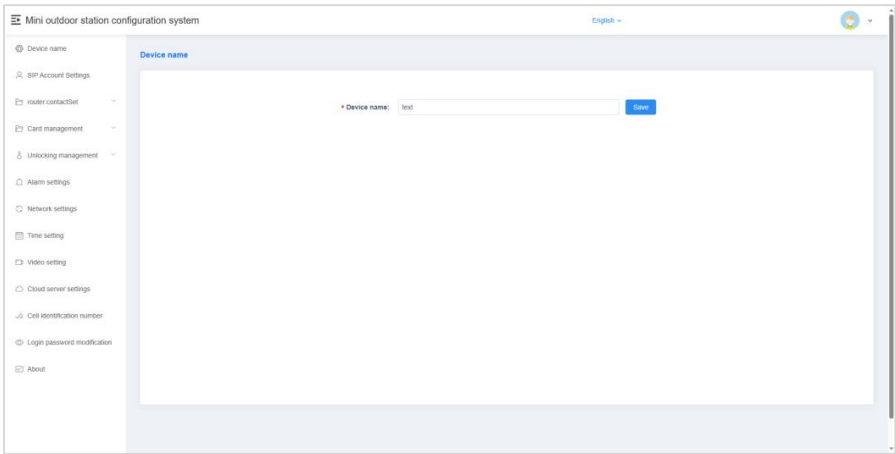 Mini outdoor station configuration system
English
Device name
SIP Account Settings
router.contactSet
Card management
Unlocking management
Alarm settings
Network settings
Time setting
Video setting
Cloud server settings
Cell identification number
Login password modification
About
Device name
* Device name: text Save